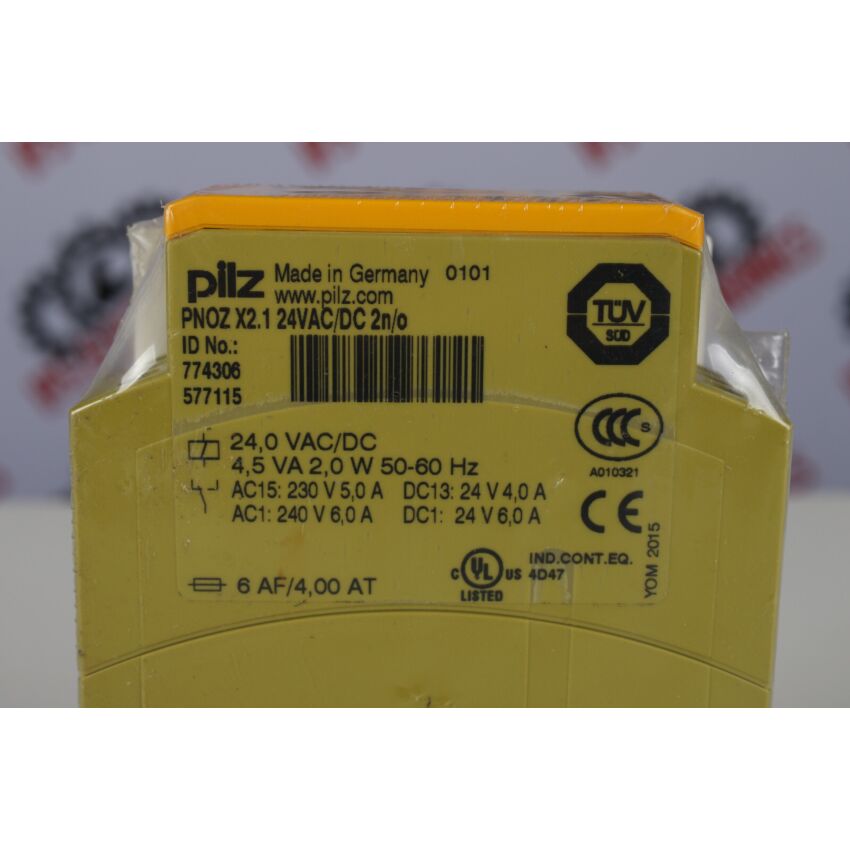 pilz Made in Germany 0101
www.pilz.com
PNOZ X2.1 24VAC/DC 2n/o
ID No.:
774306
577115
TÜV
SÜD
CCC S
A010321
24,0 VAC/DC
4,5 VA 2,0 W 50-60 Hz
AC15: 230 V 5,0 A DC13: 24 V 4,0 A
AC1: 240 V 6,0 A DC1: 24 V 6,0 A
CE
YOM 2015
6 AF/4,00 AT
C UL US
LISTED
IND.CONT.EQ.
4D47